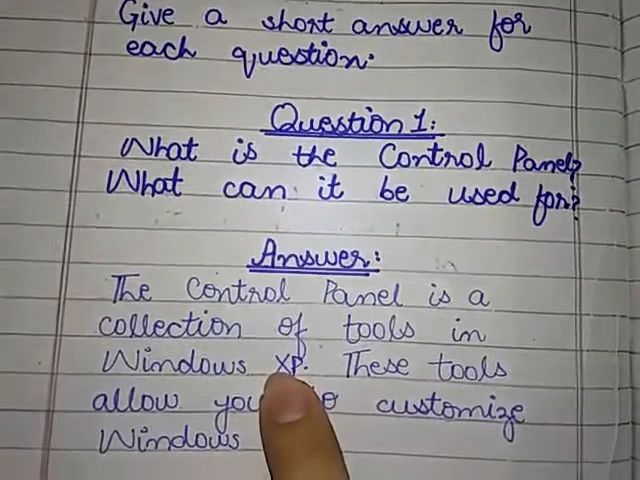 Give a short answer for
each question.
Question 1:
What is the Control Panel?
What can it be used for?
Answer:
The Control Panel is a
collection of tools in
Windows XP. These tools
allow you customize
Windows